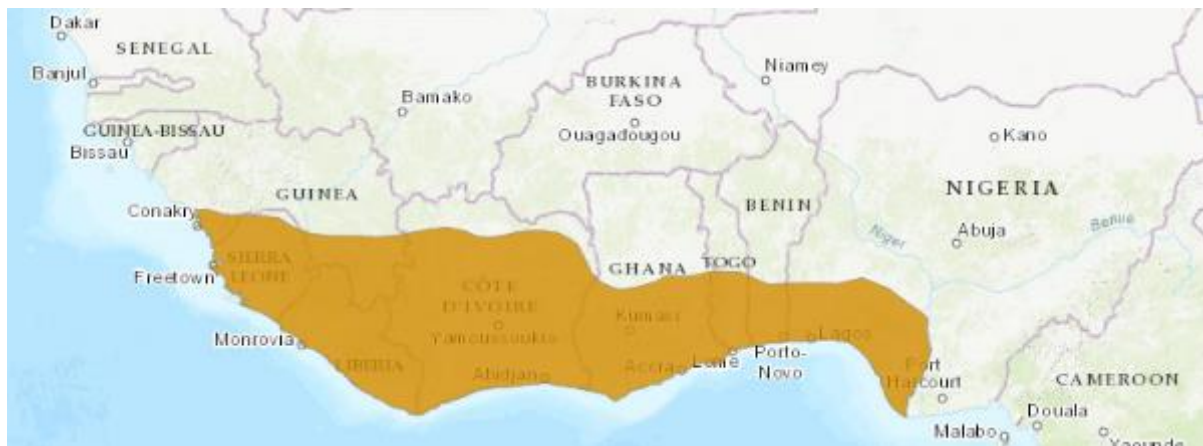 Dakar
SENEGAL
Banjul
Niamey
Bamako
BURKINA
FASO
GUINEA-BISSAU
Ouagadougou
Kano
Bissau
GUINEA
NIGERIA
BENIN
Conakry
Niger
Abuja
Benue
SIERRA
LEONE
Freetown
GHANA
TOGO
CÔTE
D'IVOIRE
Kumasi
Yamoussoukro
Lagos
Monrovia
LIBERIA
Abidjan
Accra
Lome
Porto-
Novo
Port
Harcourt
CAMEROON
Douala
Malabo
Yaounde